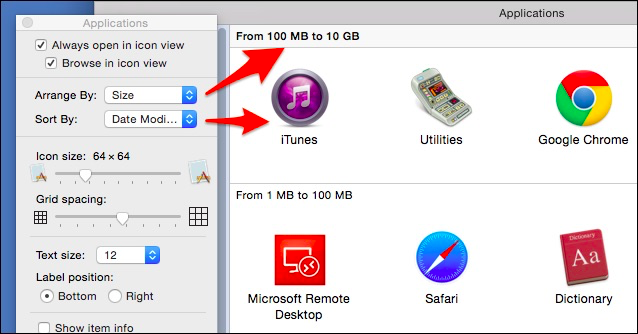 Applications
Always open in icon view
Browse in icon view
Arrange By: Size
Sort By: Date Modi...
Icon size: 64 × 64
Grid spacing:
Text size: 12
Label position:
Bottom Right
Show item info
Applications
From 100 MB to 10 GB
iTunes Utilities Google Chrome
From 1 MB to 100 MB
Microsoft Remote Desktop
Safari
Dictionary
Dictionary